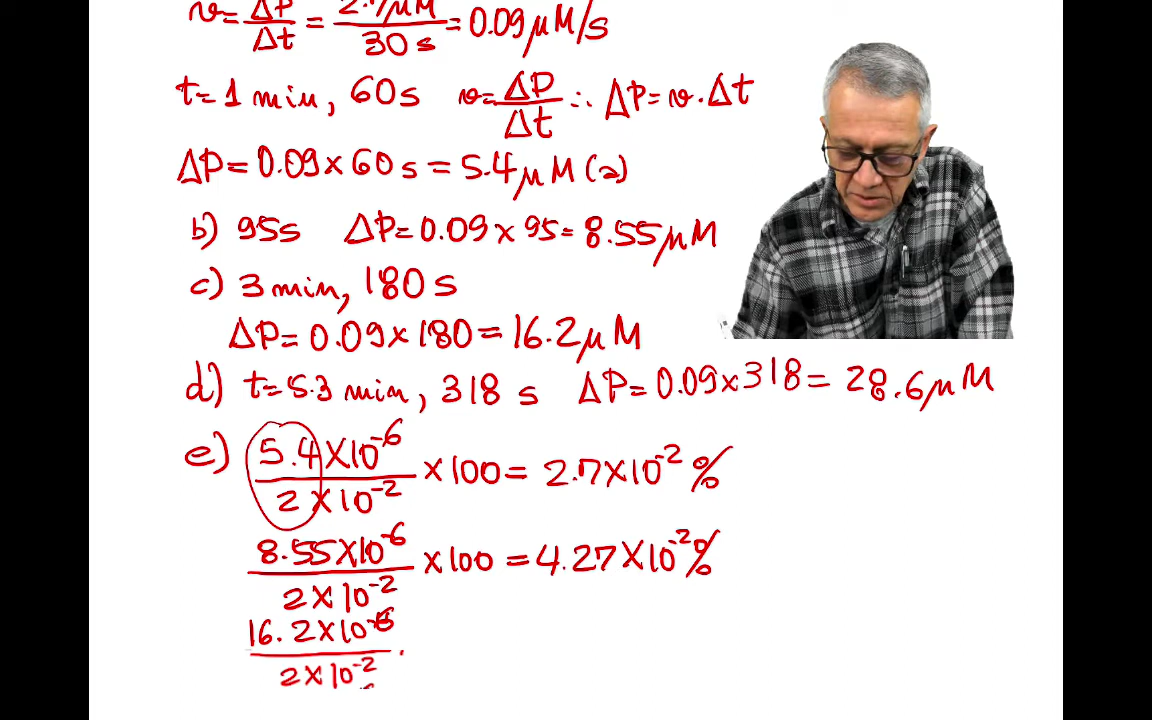 v = ΔP/Δt = 2.7μM/30 s = 0.09 μM/s
t = 1 min, 60 s v = ΔP/Δt ∴ ΔP = v . Δt
ΔP = 0.09 × 60 s = 5.4 μM (a)
b) 95s ΔP = 0.09 × 95 = 8.55 μM
c) 3 min, 180 s
ΔP = 0.09 × 180 = 16.2 μM
d) t = 5.3 min, 318 s ΔP = 0.09 × 318 = 28.6 μM
e) 5.4 × 10⁻⁶/2 × 10⁻² × 100 = 2.7 × 10⁻² %
8.55 × 10⁻⁶/2 × 10⁻² × 100 = 4.27 × 10⁻² %
16.2 × 10⁻⁶/2 × 10⁻²